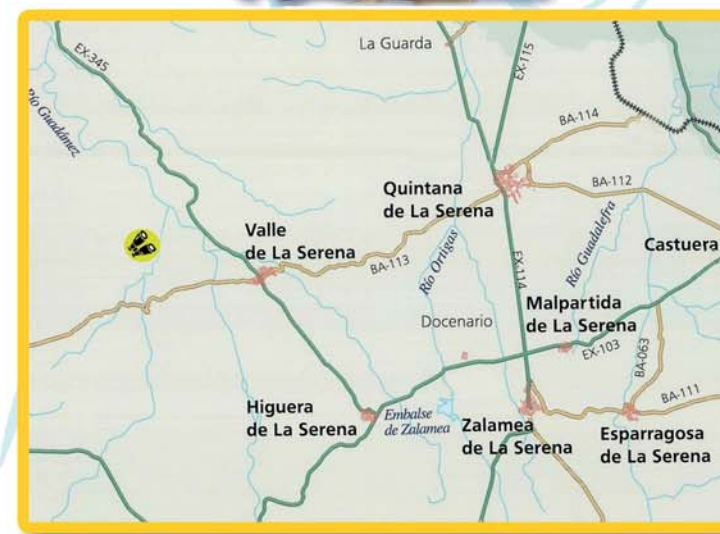 La Guarda
EX-345
EX-115
Río Guadámez
BA-114
BA-112
Quintana
de La Serena
Valle
de La Serena
BA-113
Río Ortigas
EX-114
Río Guadalefra
Castuera
Malpartida
de La Serena
Docenario
EX-103
BA-063
BA-111
Higuera
de La Serena
Embalse
de Zalamea
Zalamea
de La Serena
Esparragosa
de La Serena